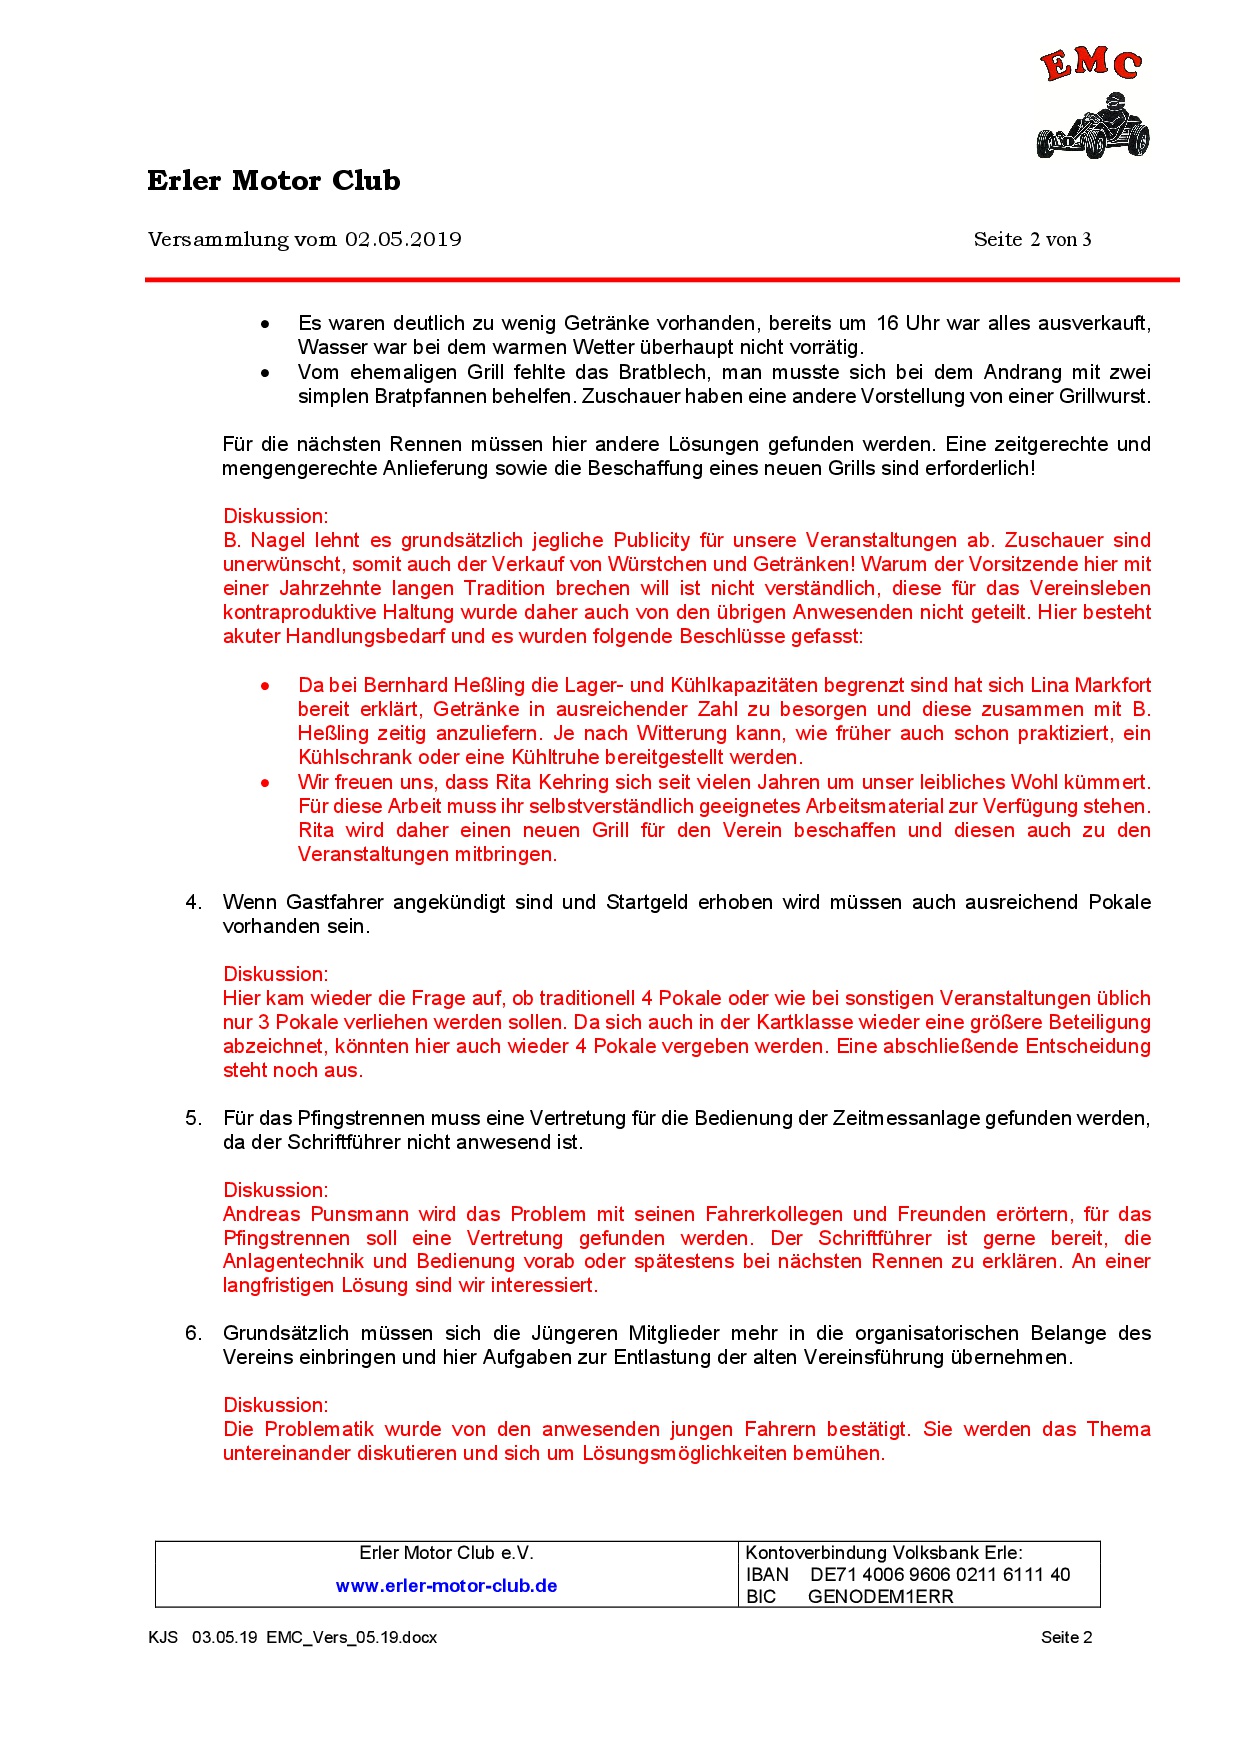 EMC
Erler Motor Club
Versammlung vom 02.05.2019 Seite 2 von 3
• Es waren deutlich zu wenig Getränke vorhanden, bereits um 16 Uhr war alles ausverkauft,
Wasser war bei dem warmen Wetter überhaupt nicht vorrätig.
• Vom ehemaligen Grill fehlte das Bratblech, man musste sich bei dem Andrang mit zwei
simplen Bratpfannen behelfen. Zuschauer haben eine andere Vorstellung von einer Grillwurst.
Für die nächsten Rennen müssen hier andere Lösungen gefunden werden. Eine zeitgerechte und
mengengerechte Anlieferung sowie die Beschaffung eines neuen Grills sind erforderlich!
Diskussion:
B. Nagel lehnt es grundsätzlich jegliche Publicity für unsere Veranstaltungen ab. Zuschauer sind
unerwünscht, somit auch der Verkauf von Würstchen und Getränken! Warum der Vorsitzende hier mit
einer Jahrzehnte langen Tradition brechen will ist nicht verständlich, diese für das Vereinsleben
kontraproduktive Haltung wurde daher auch von den übrigen Anwesenden nicht geteilt. Hier besteht
akuter Handlungsbedarf und es wurden folgende Beschlüsse gefasst:
• Da bei Bernhard Heßling die Lager- und Kühlkapazitäten begrenzt sind hat sich Lina Markfort
bereit erklärt, Getränke in ausreichender Zahl zu besorgen und diese zusammen mit B.
Heßling zeitig anzuliefern. Je nach Witterung kann, wie früher auch schon praktiziert, ein
Kühlschrank oder eine Kühltruhe bereitgestellt werden.
• Wir freuen uns, dass Rita Kehring sich seit vielen Jahren um unser leibliches Wohl kümmert.
Für diese Arbeit muss ihr selbstverständlich geeignetes Arbeitsmaterial zur Verfügung stehen.
Rita wird daher einen neuen Grill für den Verein beschaffen und diesen auch zu den
Veranstaltungen mitbringen.
4. Wenn Gastfahrer angekündigt sind und Startgeld erhoben wird müssen auch ausreichend Pokale
vorhanden sein.
Diskussion:
Hier kam wieder die Frage auf, ob traditionell 4 Pokale oder wie bei sonstigen Veranstaltungen üblich
nur 3 Pokale verliehen werden sollen. Da sich auch in der Kartklasse wieder eine größere Beteiligung
abzeichnet, könnten hier auch wieder 4 Pokale vergeben werden. Eine abschließende Entscheidung
steht noch aus.
5. Für das Pfingstrennen muss eine Vertretung für die Bedienung der Zeitmessanlage gefunden werden,
da der Schriftführer nicht anwesend ist.
Diskussion:
Andreas Punsmann wird das Problem mit seinen Fahrerkollegen und Freunden erörtern, für das
Pfingstrennen soll eine Vertretung gefunden werden. Der Schriftführer ist gerne bereit, die
Anlagentechnik und Bedienung vorab oder spätestens bei nächsten Rennen zu erklären. An einer
langfristigen Lösung sind wir interessiert.
6. Grundsätzlich müssen sich die Jüngeren Mitglieder mehr in die organisatorischen Belange des
Vereins einbringen und hier Aufgaben zur Entlastung der alten Vereinsführung übernehmen.
Diskussion:
Die Problematik wurde von den anwesenden jungen Fahrern bestätigt. Sie werden das Thema
untereinander diskutieren und sich um Lösungsmöglichkeiten bemühen.
Erler Motor Club e.V.
www.erler-motor-club.de
Kontoverbindung Volksbank Erle:
IBAN DE71 4006 9606 0211 6111 40
BIC GENODEM1ERR
KJS 03.05.19 EMC_Vers_05.19.docx Seite 2